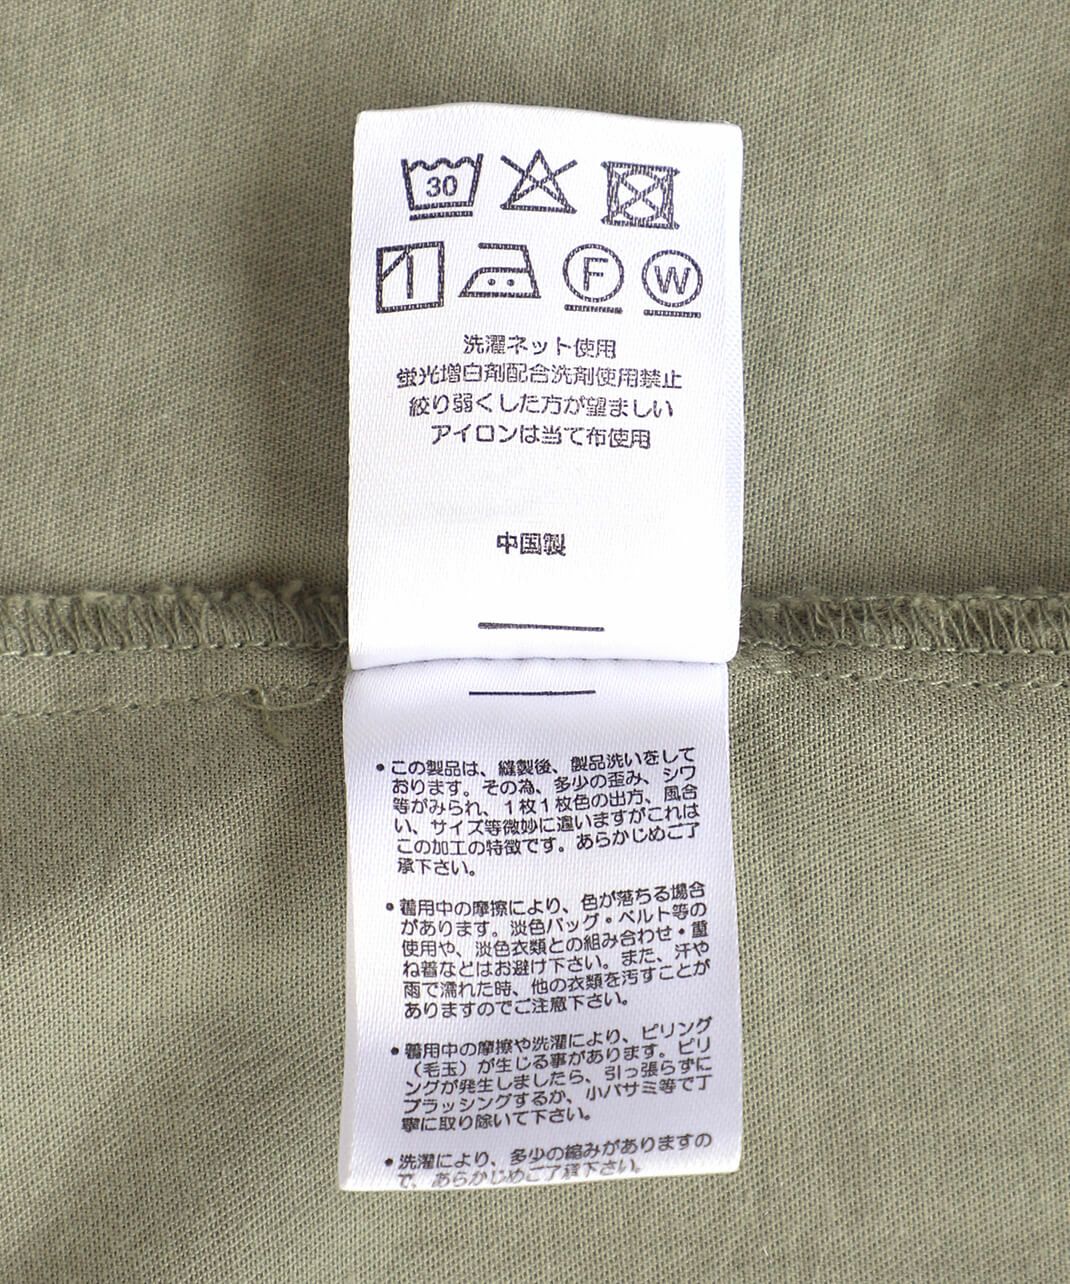 30
F W
洗濯ネット使用
蛍光増白剤配合洗剤使用禁止
絞り弱くした方が望ましい
アイロンは当て布使用
中国製
•この製品は、縫製後、製品洗いをして
おります。その為、多少の歪み、シワ
等がみられ、1枚1枚色の出方、風合
い、サイズ等微妙に違いますがこれは
この加工の特徴です。あらかじめご了
承下さい。
•着用中の摩擦により、色が落ちる場合
があります。淡色バッグ・ベルト等の
使用や、淡色衣類との組み合わせ・重
ね着などはお避け下さい。また、汗や
雨で濡れた時、他の衣類を汚すことが
ありますのでご注意下さい。
•着用中の摩擦や洗濯により、ピリング
(毛玉)が生じる事があります。ピリ
ングが発生しましたら、引っ張らずに
ブラッシングするか、小バサミ等で丁
寧に取り除いて下さい。
•洗濯により、多少の縮みがありますの
で、あらかじめご了承下さい。